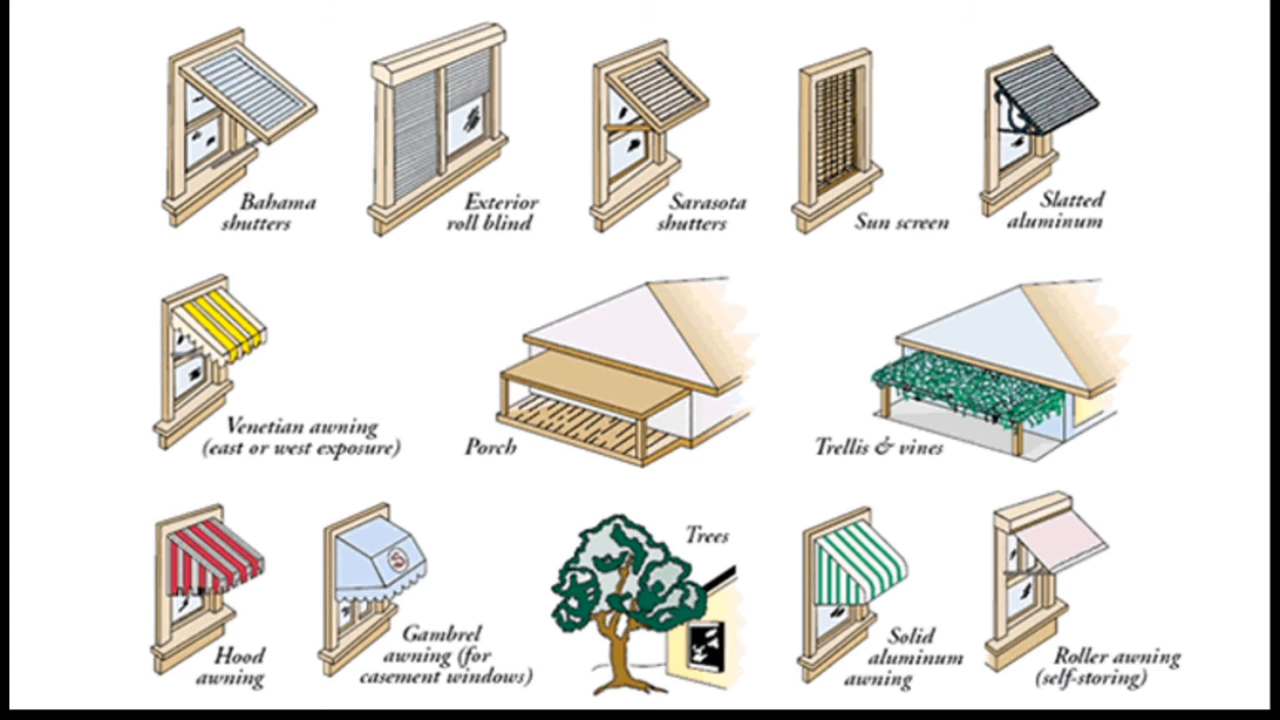 Bahama
shutters
Exterior
roll blind
Sarasota
shutters
Sun screen
Slatted
aluminum
Venetian awning
(east or west exposure)
Porch
Trellis & vines
Hood
awning
S
Gambrel
awning (for
casement windows)
Trees
Solid
aluminum
awning
Roller awning
(self-storing)